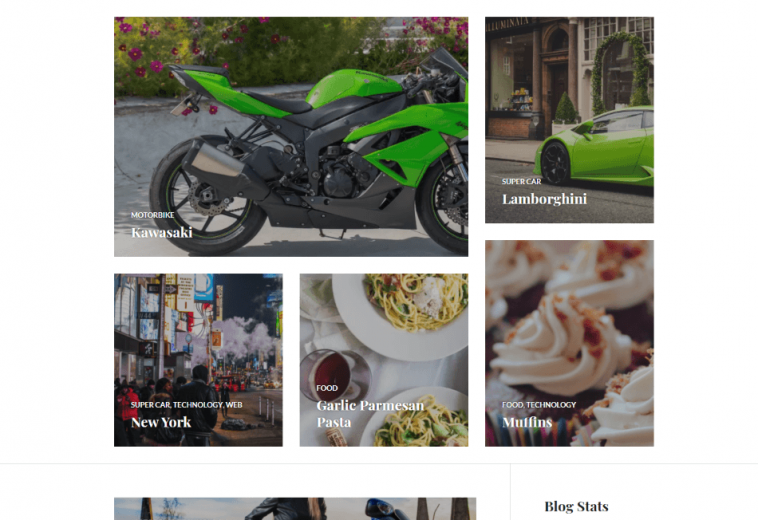 MOTORBIKE
Kawasaki
SUPER CAR
Lamborghini
SUPER CAR, TECHNOLOGY, WEB
New York
FOOD
Garlic Parmesan
Pasta
FOOD, TECHNOLOGY
Muffins
Blog Stats